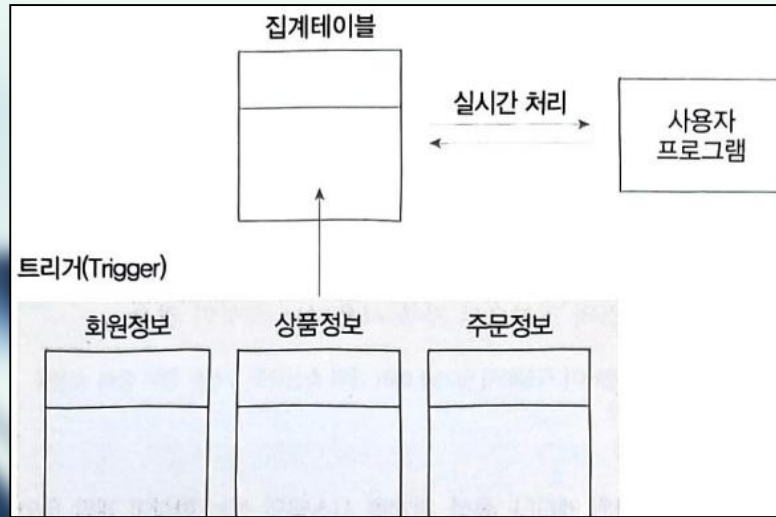 집계테이블
실시간 처리
사용자
프로그램
트리거(Trigger)
회원정보
상품정보
주문정보